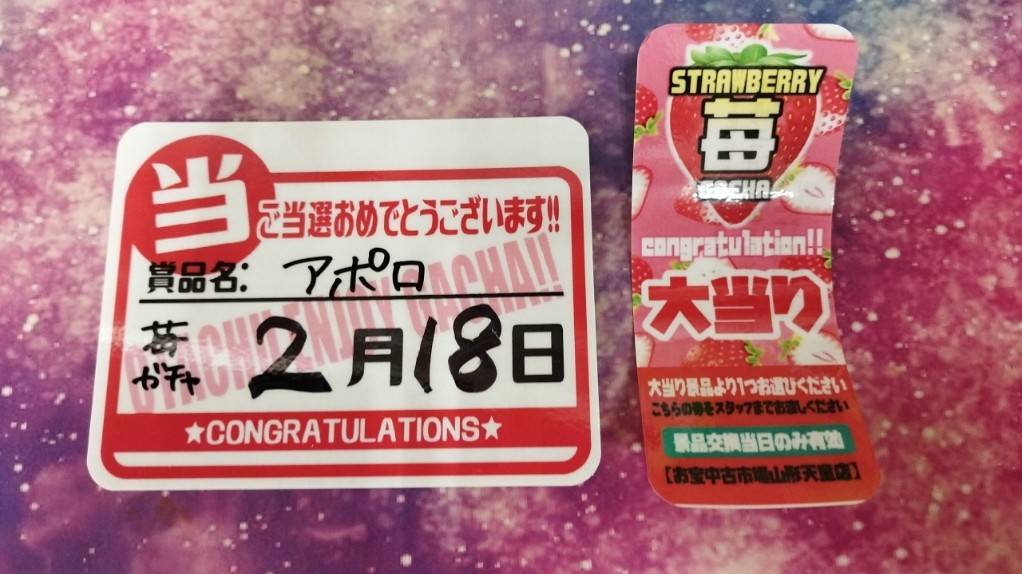 当
ご当選おめでとうございます!!
賞品名: アポロ
苺
ガチャ
2月18日
★CONGRATULATIONS★
STRAWBERRY
苺
GACHA
congratulation!!
大当り
大当り景品より1つお選びください
こちらの券をスタッフまでお渡しください
景品交換当日のみ有効
【お宝中古市場山形天童店】